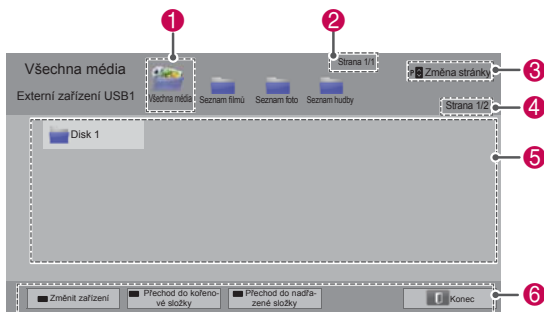 1
2
Strana 1/1
Všechna média
P Změna stránky
3
Externí zařízení USB1
Všechna média
Seznam filmů
Seznam foto
Seznam hudby
Strana 1/2
4
Disk 1
5
Změnit zařízení
Přechod do kořeno-
vé složky
Přechod do nadřa-
zené složky
Konec
6